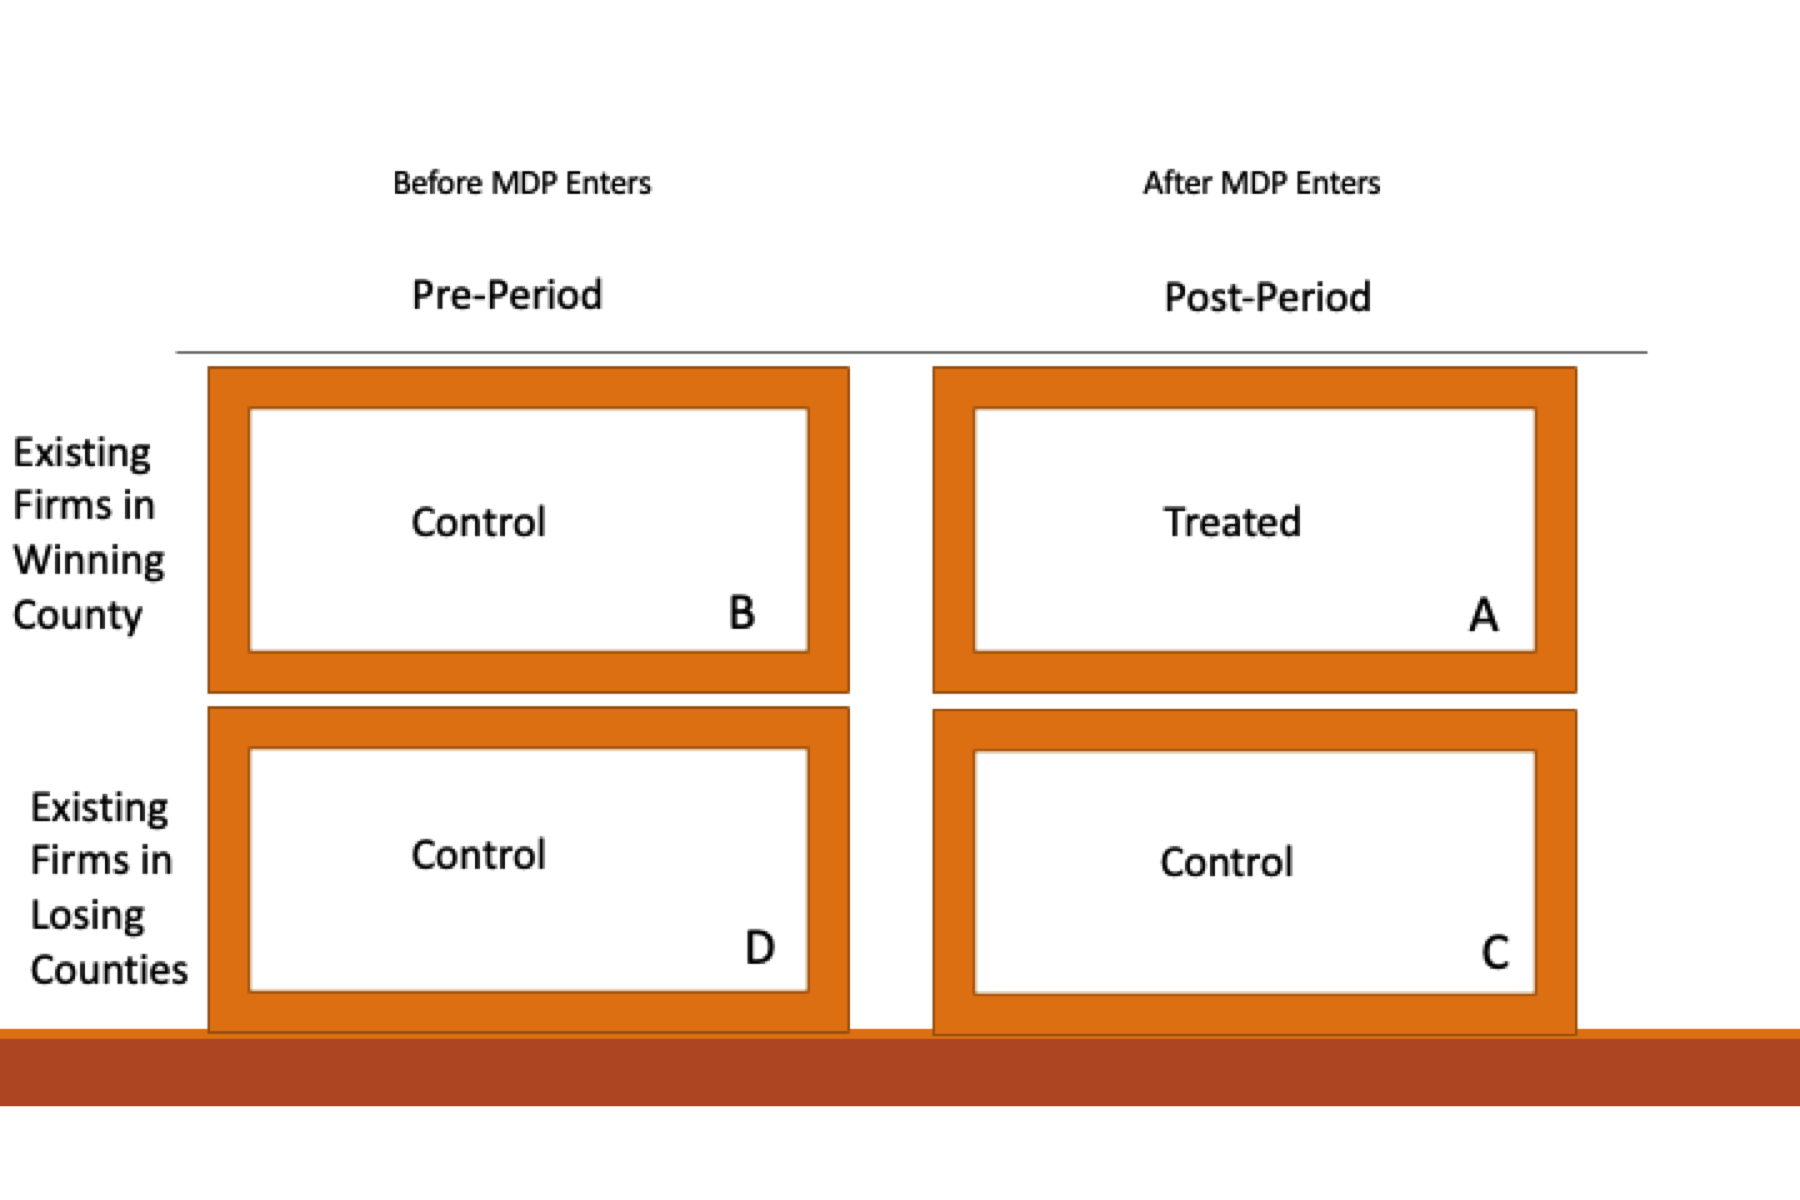 Before MDP Enters
After MDP Enters
Pre-Period
Post-Period
Existing
Firms in
Winning
County
Control
B
Treated
A
Existing
Firms in
Losing
Counties
Control
D
Control
C